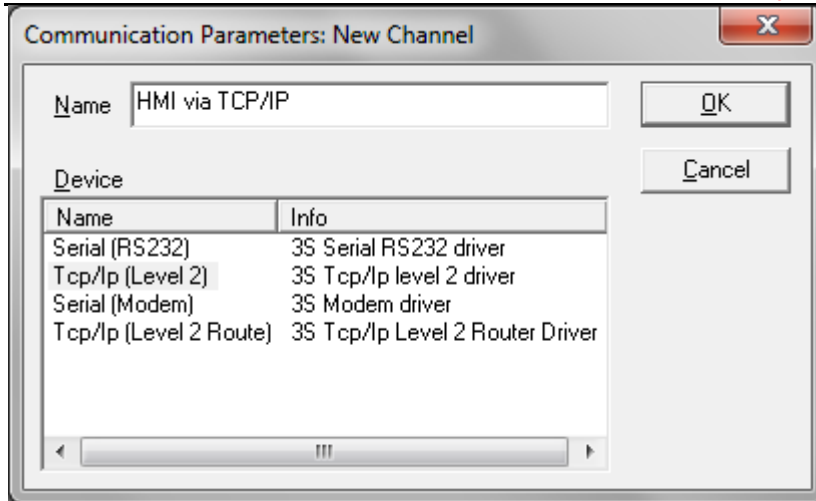 Communication Parameters: New Channel
Name HMI via TCP/IP OK
Cancel
Device
Name Info
Serial (RS232) 3S Serial RS232 driver
Tcp/Ip (Level 2) 3S Tcp/Ip level 2 driver
Serial (Modem) 3S Modem driver
Tcp/Ip (Level 2 Route) 3S Tcp/Ip Level 2 Router Driver